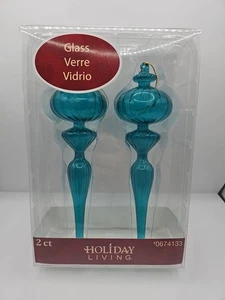 Glass
Verre
Vidrio
2 ct
HOLIDAY
LIVING
0674133